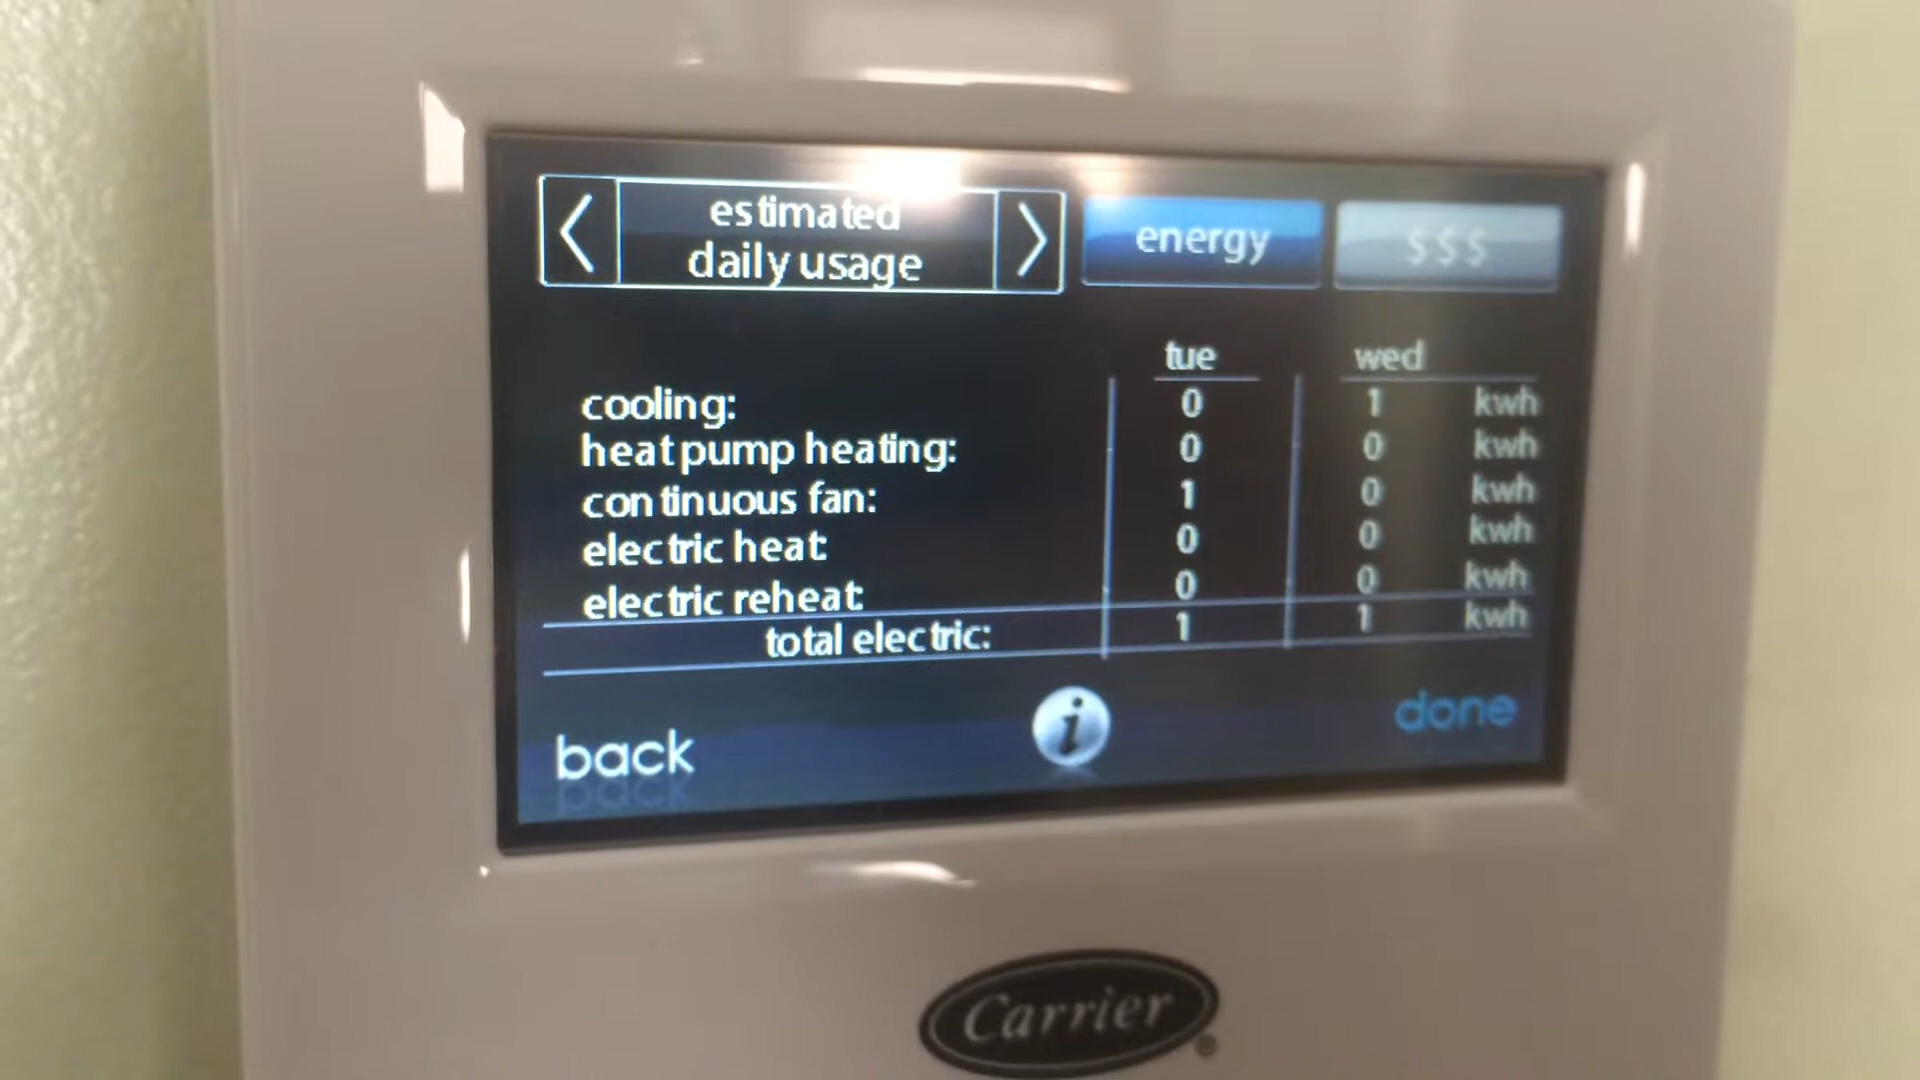 estimated
daily usage
energy
$$$
tue wed
cooling: 0 1 kwh
heat pump heating: 0 0 kwh
continuous fan: 1 0 kwh
electric heat: 0 0 kwh
electric reheat: 0 0 kwh
total electric: 1 1 kwh
back
i
done
Carrier®